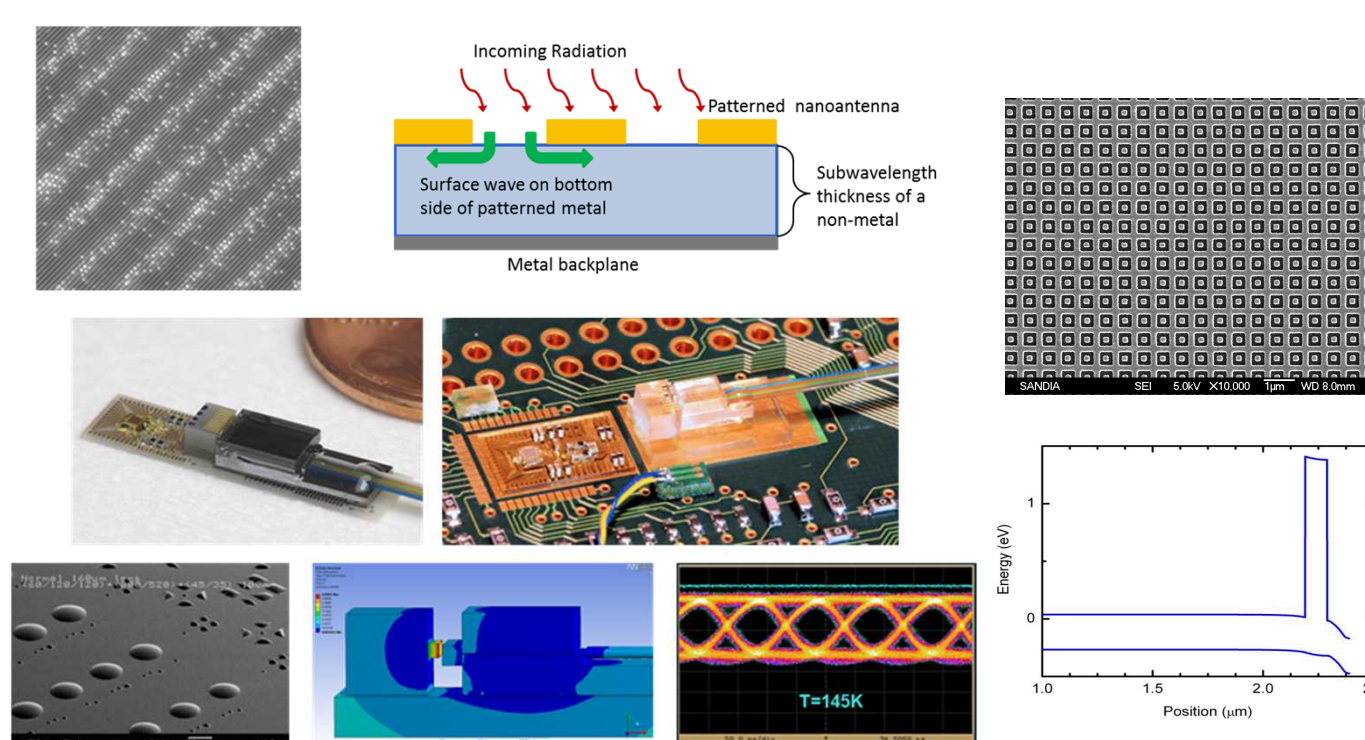 Incoming Radiation
Patterned nanoantenna
Surface wave on bottom
side of patterned metal
Subwavelength
thickness of a
non-metal
Metal backplane
SANDIA SEI 5.0kV X10,000 1μm WD 8.0mm
T=145K
Energy (eV)
1
0
1.0 1.5 2.0
Position (μm)